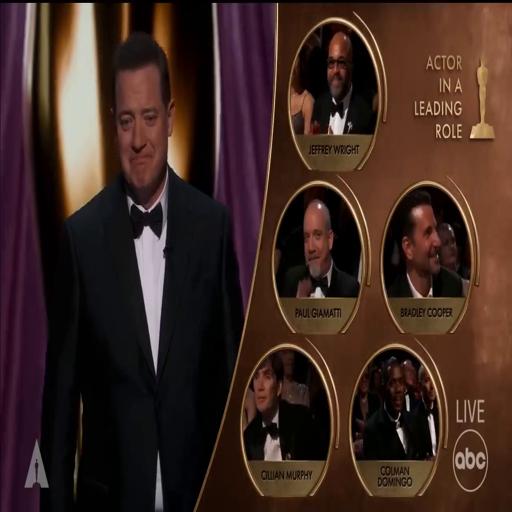 ACTOR
IN A
LEADING
ROLE
JEFFREY WRIGHT
PAUL GIAMATTI
BRADLEY COOPER
CILLIAN MURPHY
COLMAN
DOMINGO
LIVE
abc